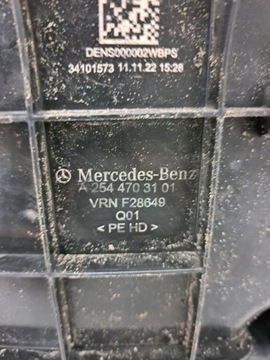 DENS000002WBPS
34101573 11.11.22 15:28
Mercedes-Benz
A 254 470 31 01
VRN F28649
Q01
< PE HD >